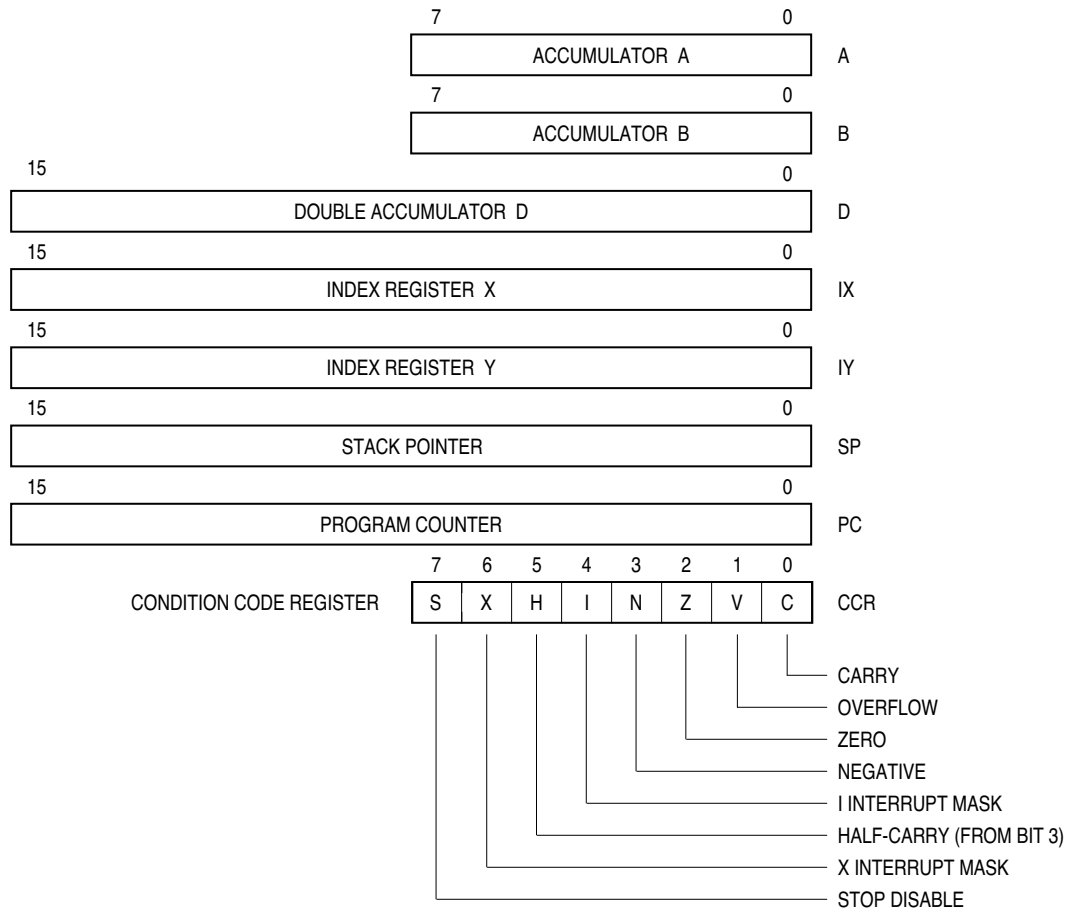 7 0
ACCUMULATOR A A
7 0
ACCUMULATOR B B
15 0
DOUBLE ACCUMULATOR D D
15 0
INDEX REGISTER X IX
15 0
INDEX REGISTER Y IY
15 0
STACK POINTER SP
15 0
PROGRAM COUNTER PC
7 6 5 4 3 2 1 0
CONDITION CODE REGISTER S X H I N Z V C CCR
CARRY
OVERFLOW
ZERO
NEGATIVE
I INTERRUPT MASK
HALF-CARRY (FROM BIT 3)
X INTERRUPT MASK
STOP DISABLE